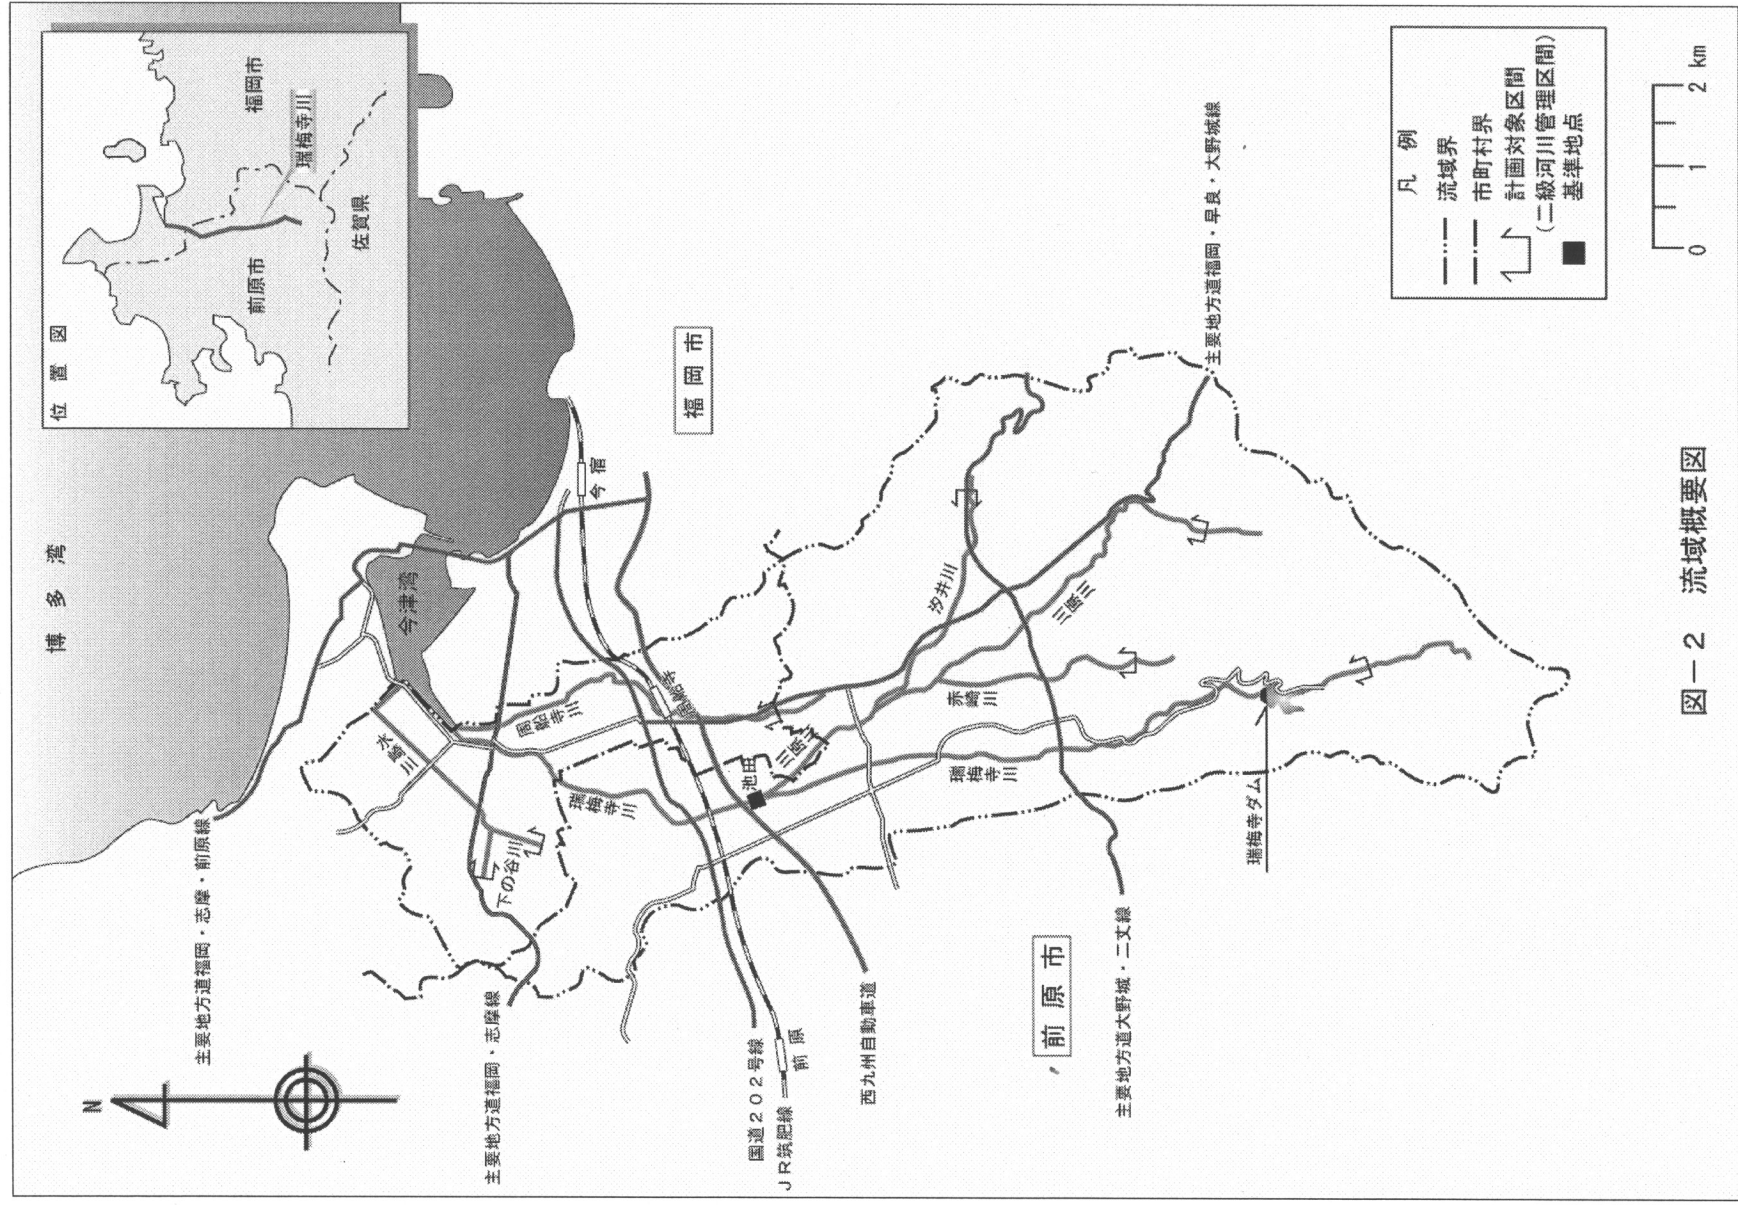 位置図
福岡市
瑞梅寺川
前原市
佐賀県
博多湾
今津湾
N
主要地方道福岡・志摩・前原線
水崎川
下の谷川
主要地方道福岡・志摩線
周船寺川
瑞梅寺川
今宿
周船寺
福岡市
池田
川原川
国道202号線
JR筑肥線
前原
西九州自動車道
汐井川
川原川
赤崎川
瑞梅寺川
前原市
主要地方道大野城・二丈線
主要地方道福岡・早良・大野城線
瑞梅寺ダム
凡例
流域界
市町村界
計画対象区間
(二級河川管理区間)
基準地点
0 1 2 km
図-2 流域概要図